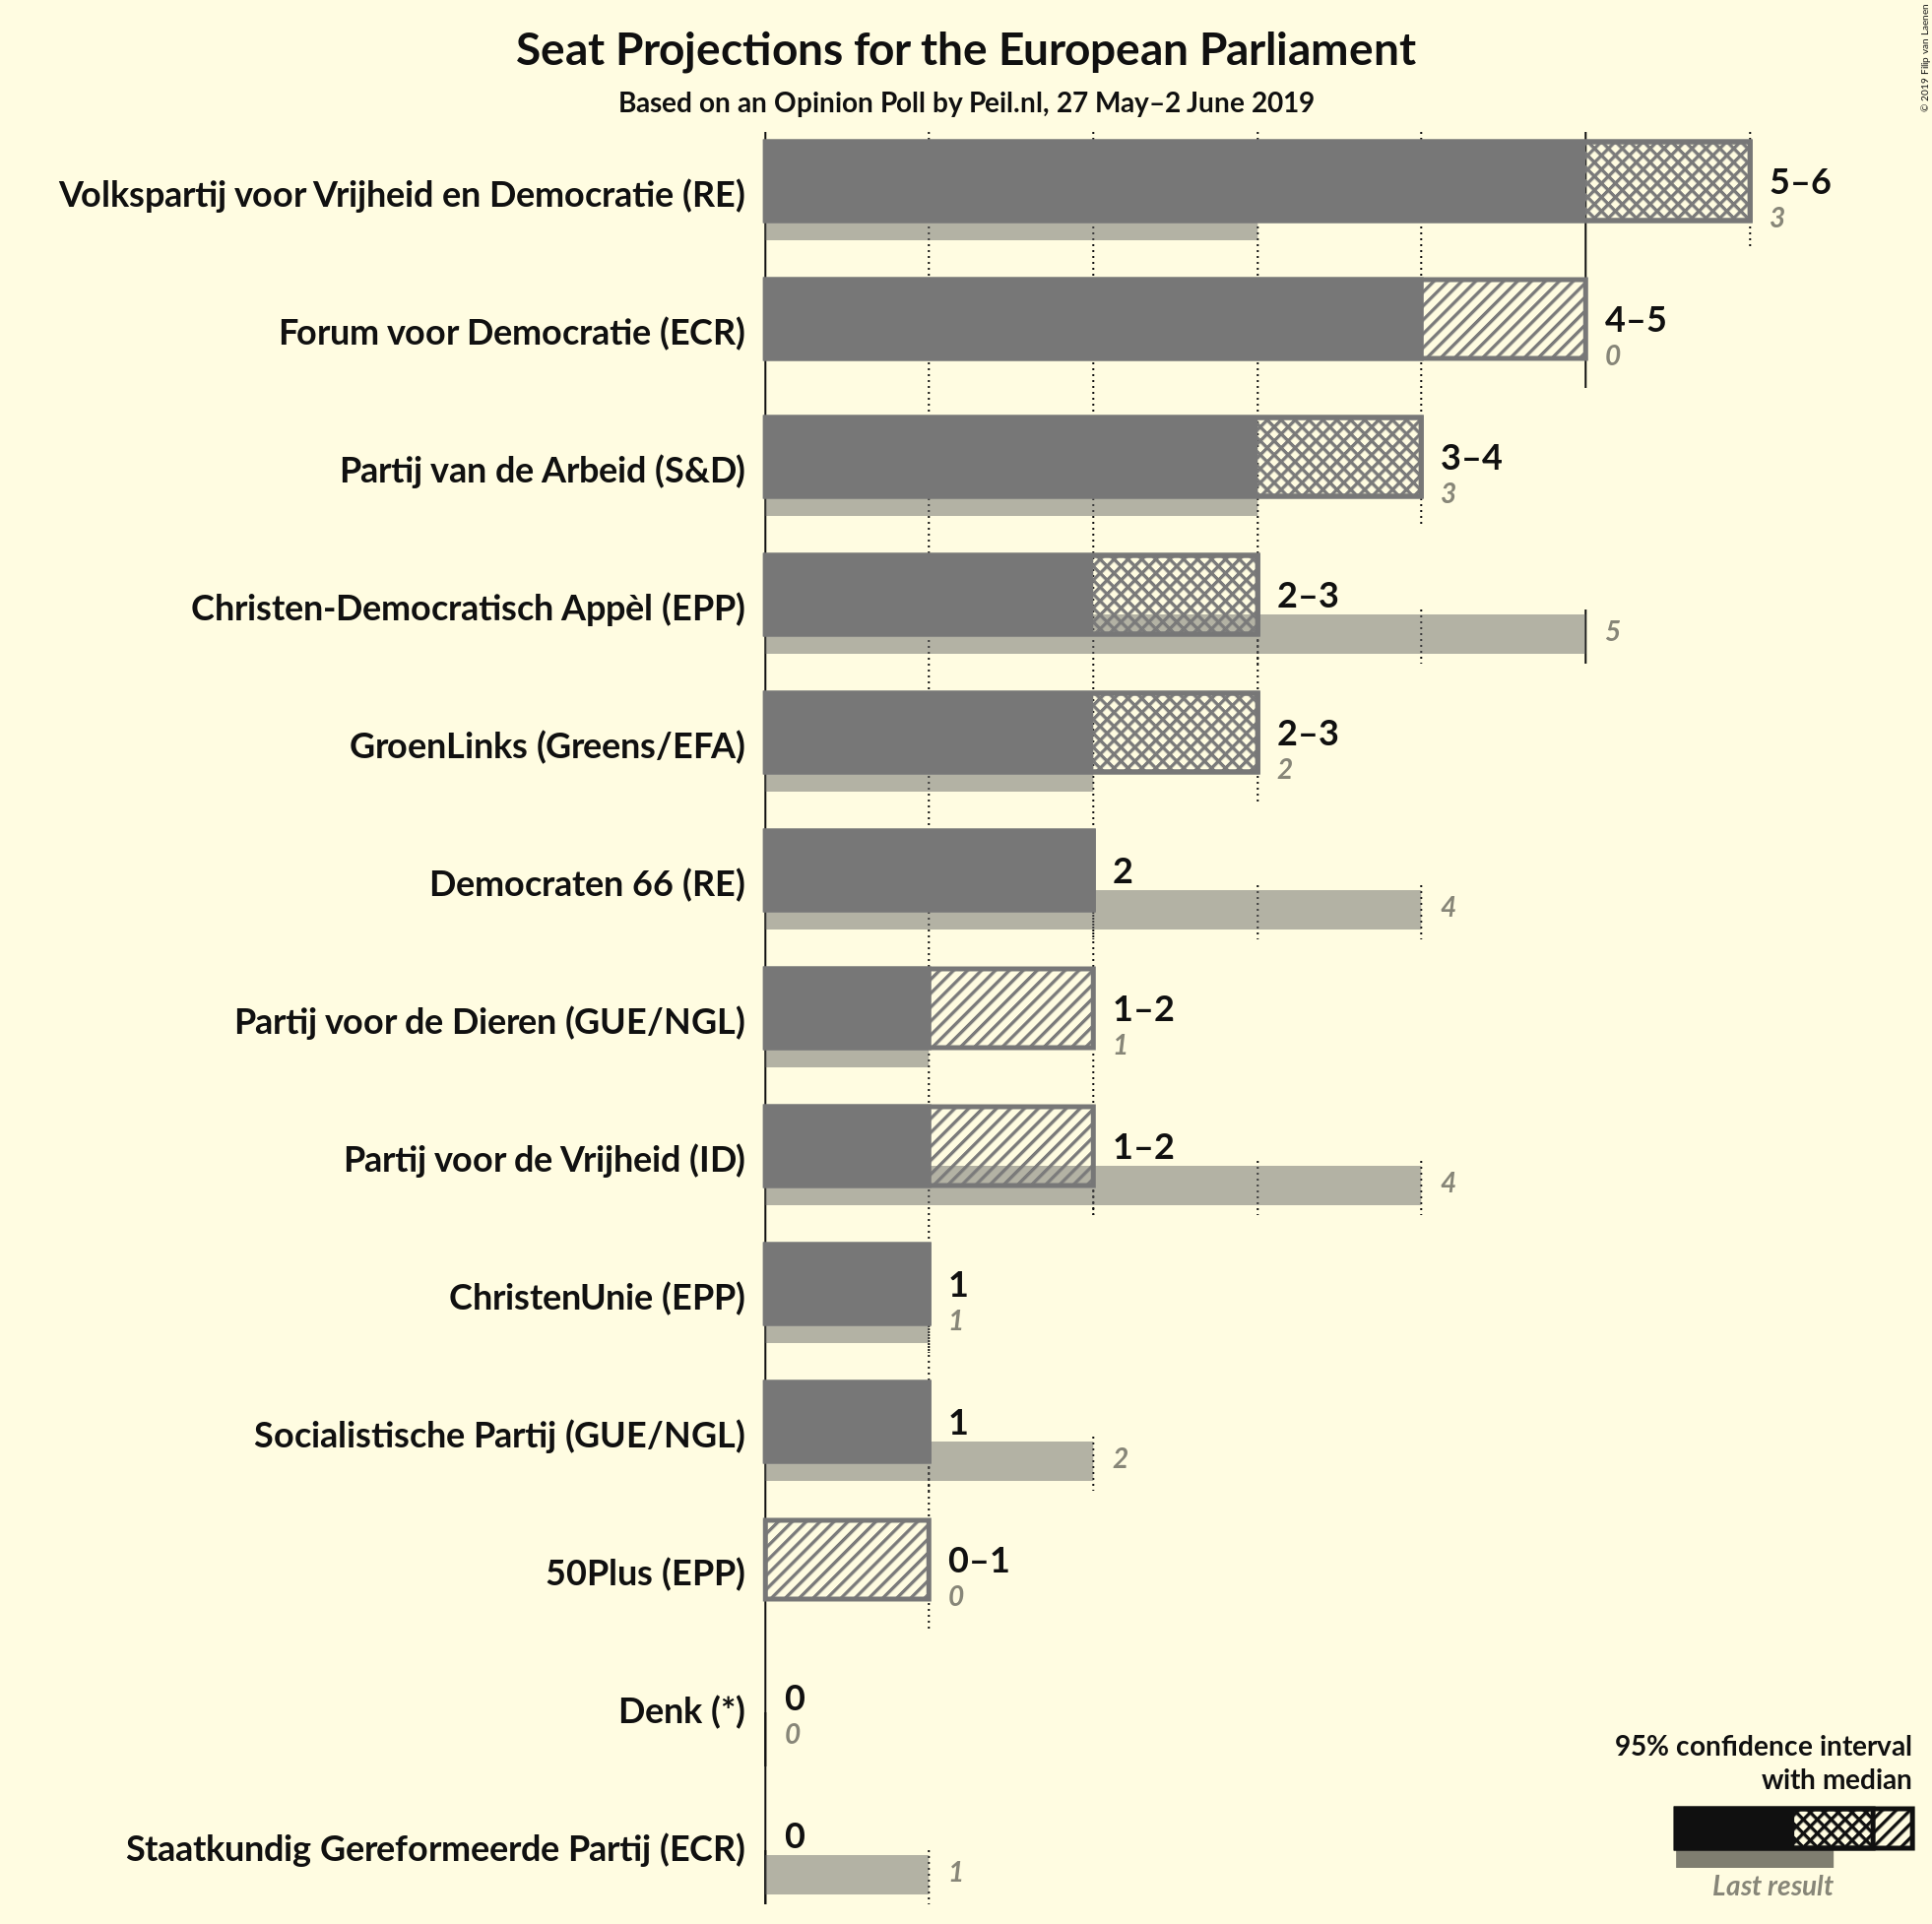 Seat Projections for the European Parliament
Based on an Opinion Poll by Peil.nl, 27 May–2 June 2019
© 2019 Filip van Laenen
Volkspartij voor Vrijheid en Democratie (RE)
5–6
3
Forum voor Democratie (ECR)
4–5
0
Partij van de Arbeid (S&D)
3–4
3
Christen-Democratisch Appèl (EPP)
2–3
5
GroenLinks (Greens/EFA)
2–3
2
Democraten 66 (RE)
2
4
Partij voor de Dieren (GUE/NGL)
1–2
1
Partij voor de Vrijheid (ID)
1–2
4
ChristenUnie (EPP)
1
1
Socialistische Partij (GUE/NGL)
1
2
50Plus (EPP)
0–1
0
Denk (*)
0
0
Staatkundig Gereformeerde Partij (ECR)
0
1
95% confidence interval
with median
Last result